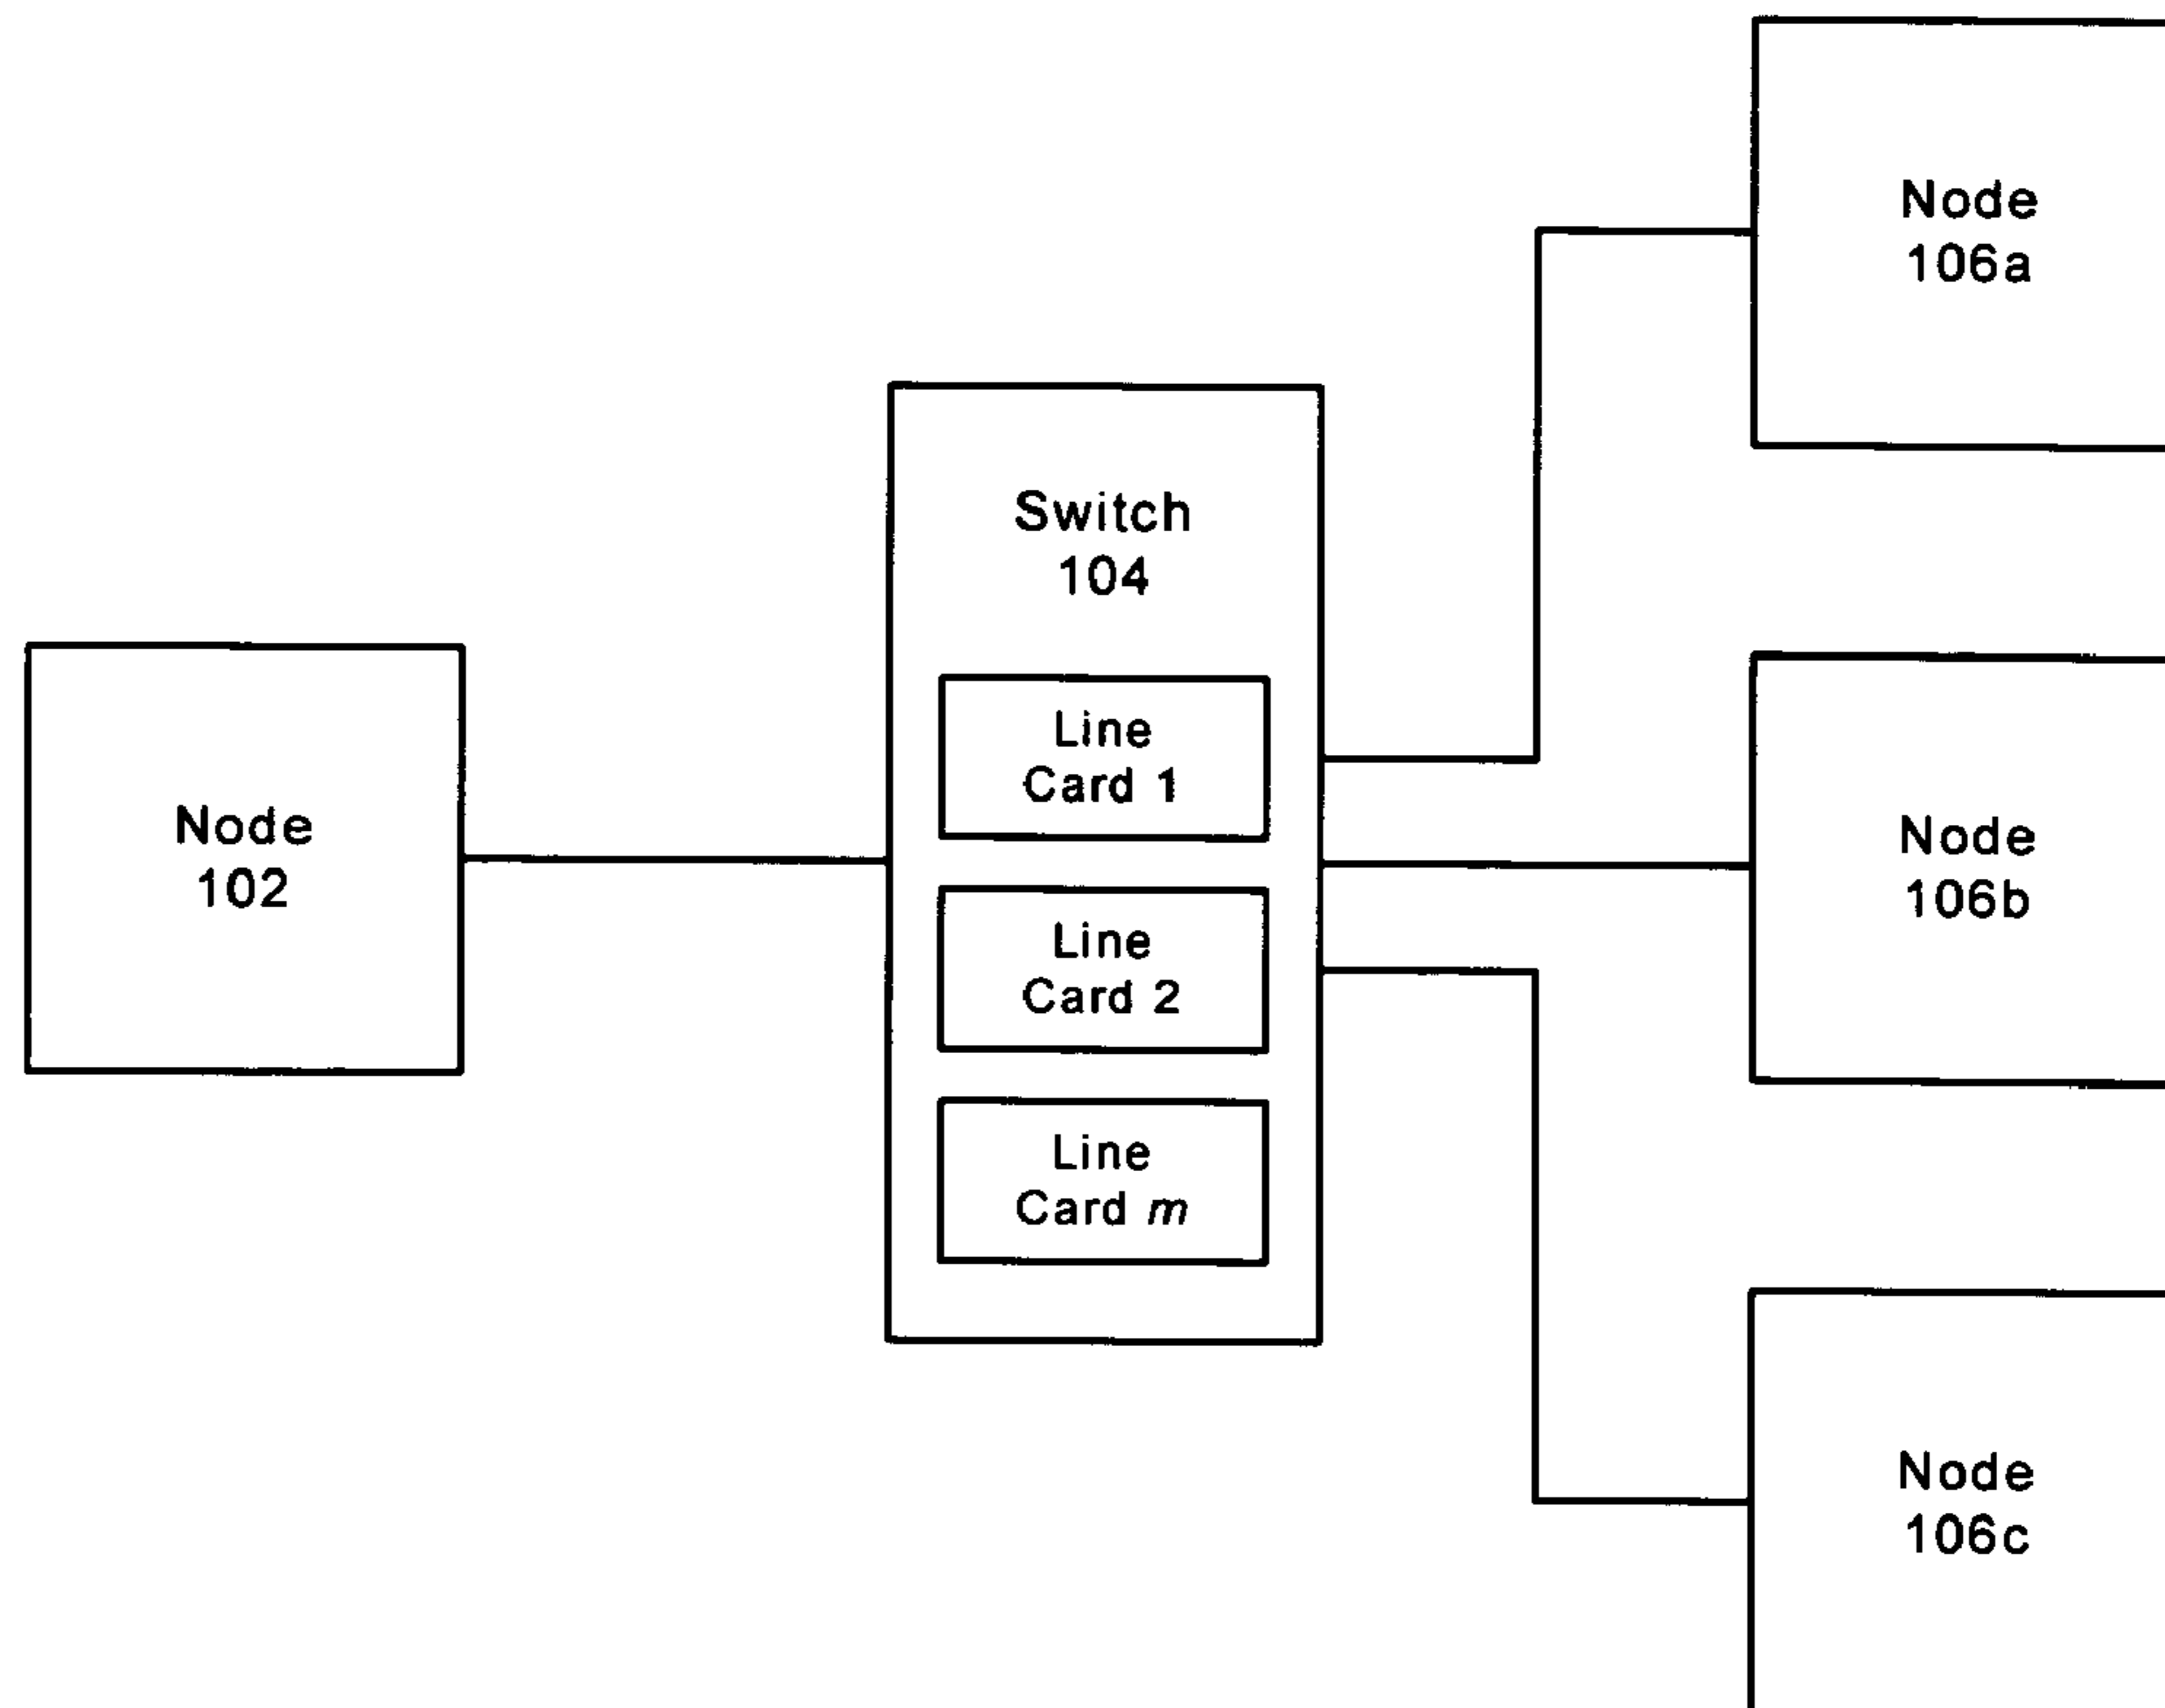 Node
102
Switch
104
Line
Card 1
Line
Card 2
Line
Card m
Node
106a
Node
106b
Node
106c